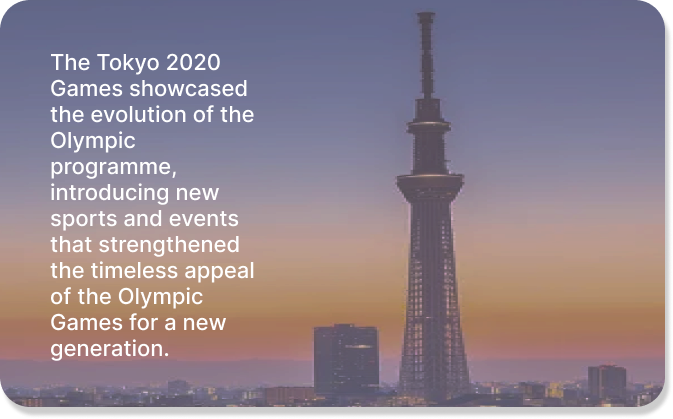 The Tokyo 2020
Games showcased
the evolution of the
Olympic
programme,
introducing new
sports and events
that strengthened
the timeless appeal
of the Olympic
Games for a new
generation.